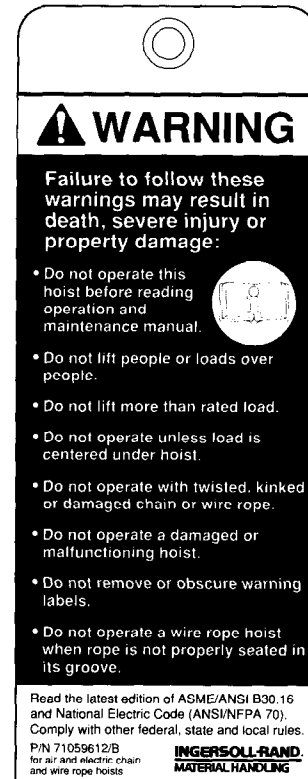 WARNING
Failure to follow these
warnings may result in
death, severe injury or
property damage:
• Do not operate this
hoist before reading
operation and
maintenance manual.
• Do not lift people or loads over
people.
• Do not lift more than rated load.
• Do not operate unless load is
centered under hoist.
• Do not operate with twisted, kinked
or damaged chain or wire rope.
• Do not operate a damaged or
malfunctioning hoist.
• Do not remove or obscure warning
labels.
• Do not operate a wire rope hoist
when rope is not properly seated in
its groove.
Read the latest edition of ASME/ANSI B30.16
and National Electric Code (ANSI/NFPA 70).
Comply with other federal, state and local rules.
P/N 71059612/B
for air and electric chain
and wire rope hoists
INGERSOLL-RAND.
MATERIAL HANDLING